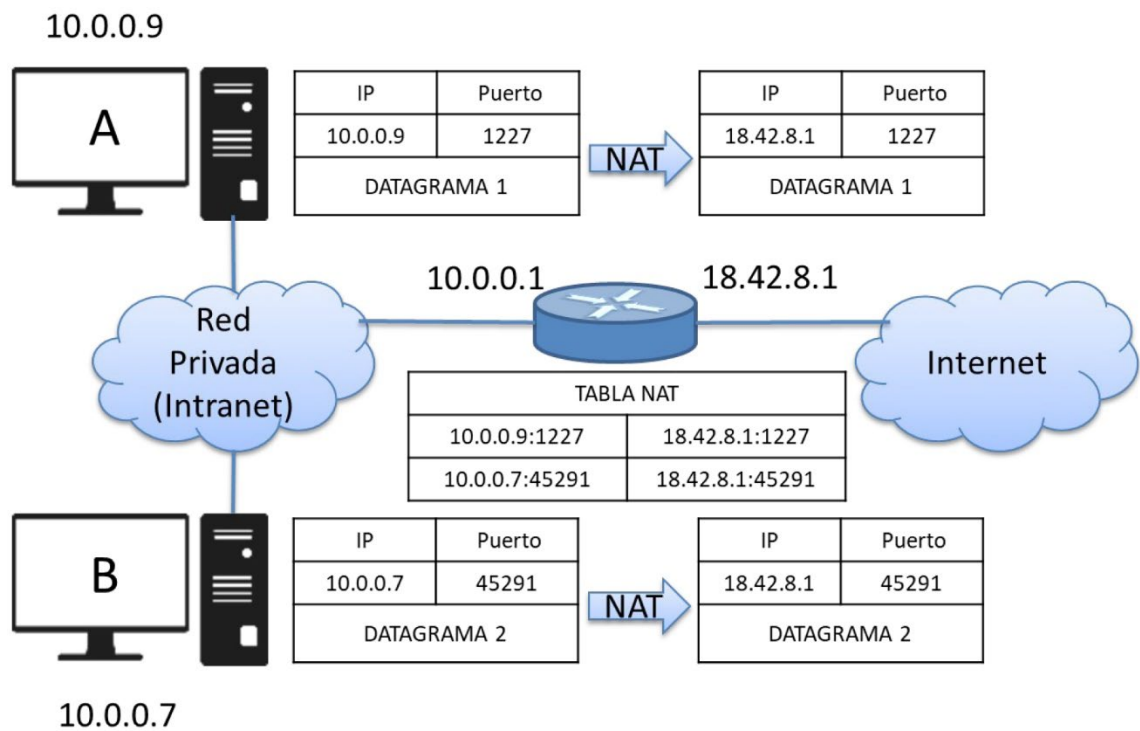 10.0.0.9
A
IP Puerto
10.0.0.9 1227
DATAGRAMA 1
NAT
IP Puerto
18.42.8.1 1227
DATAGRAMA 1
10.0.0.1
18.42.8.1
Red
Privada
(Intranet)
Internet
TABLA NAT
10.0.0.9:1227 18.42.8.1:1227
10.0.0.7:45291 18.42.8.1:45291
B
IP Puerto
10.0.0.7 45291
DATAGRAMA 2
NAT
IP Puerto
18.42.8.1 45291
DATAGRAMA 2
10.0.0.7